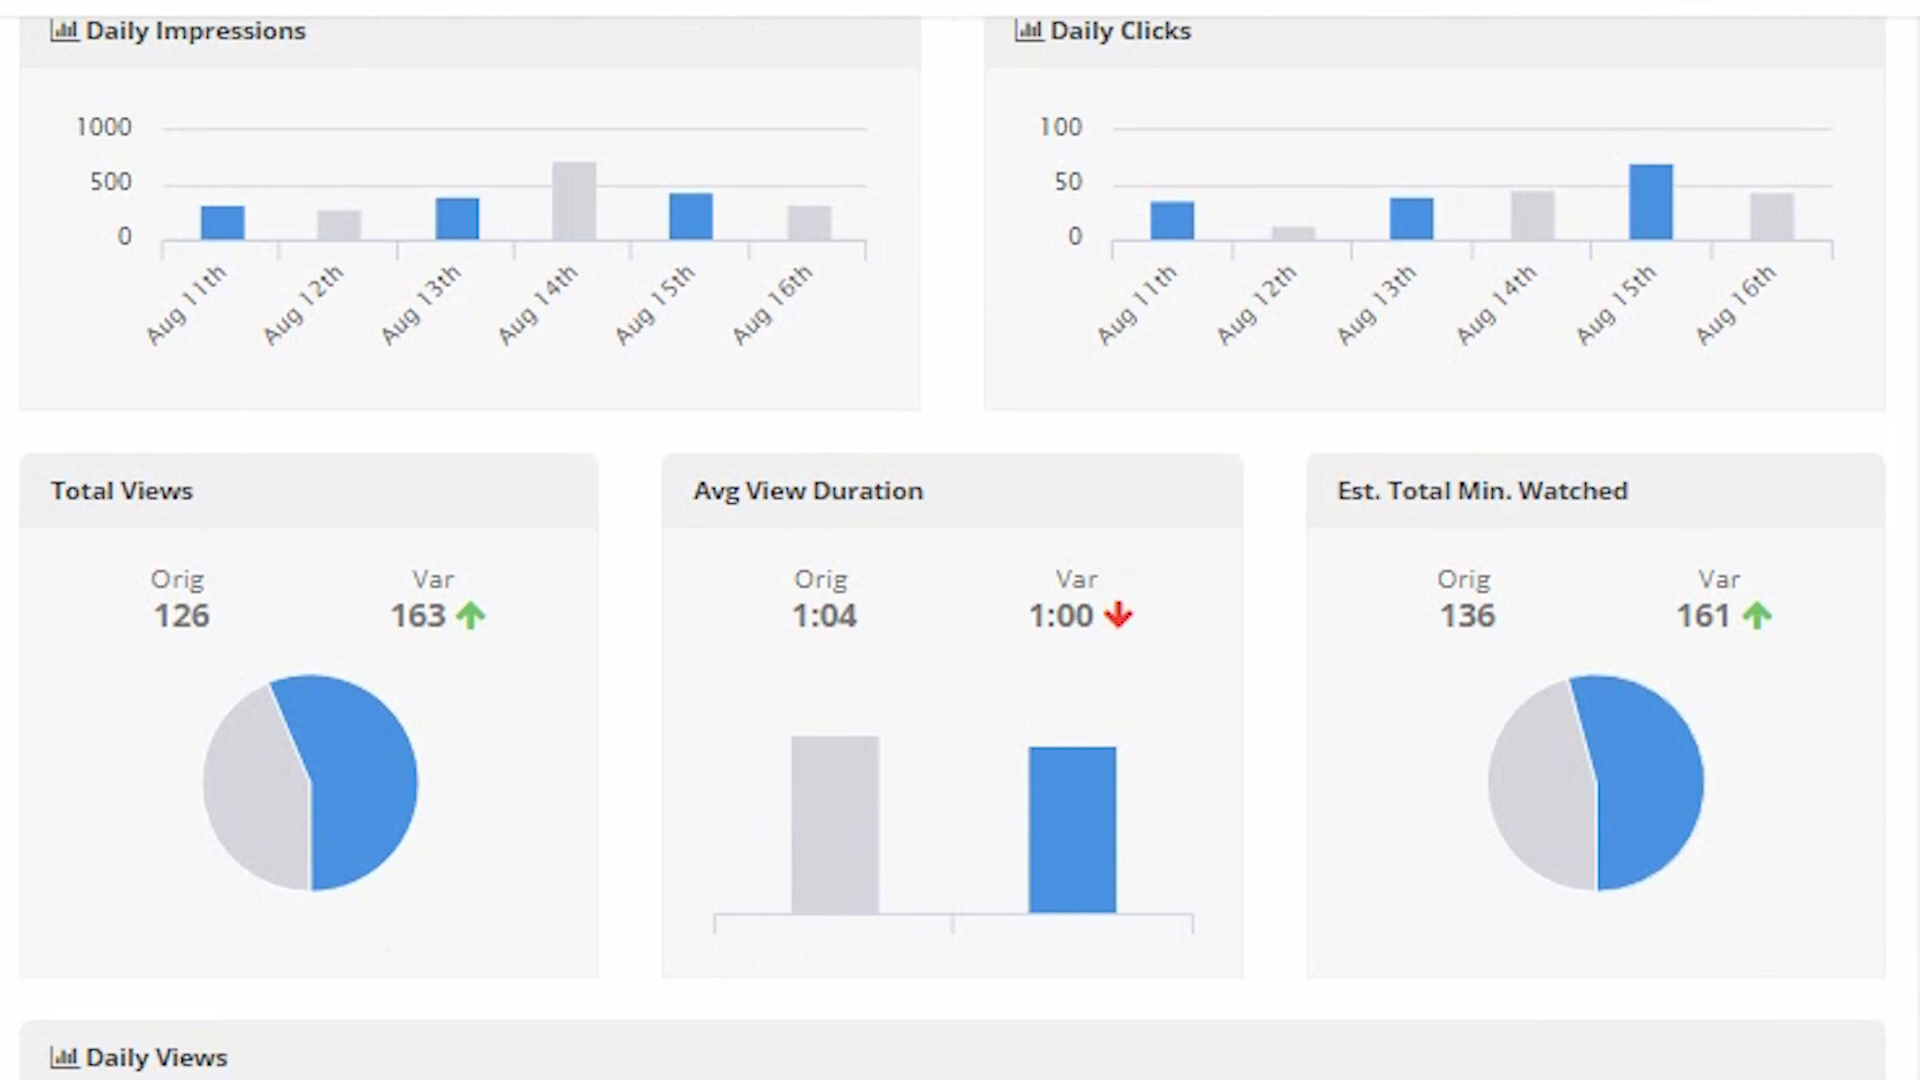 Daily Impressions
1000
500
0
Aug 11th
Aug 12th
Aug 13th
Aug 14th
Aug 15th
Aug 16th
Daily Clicks
100
50
0
Aug 11th
Aug 12th
Aug 13th
Aug 14th
Aug 15th
Aug 16th
Total Views
Orig Var
126 163
Avg View Duration
Orig Var
1:04 1:00
Est. Total Min. Watched
Orig Var
136 161
Daily Views